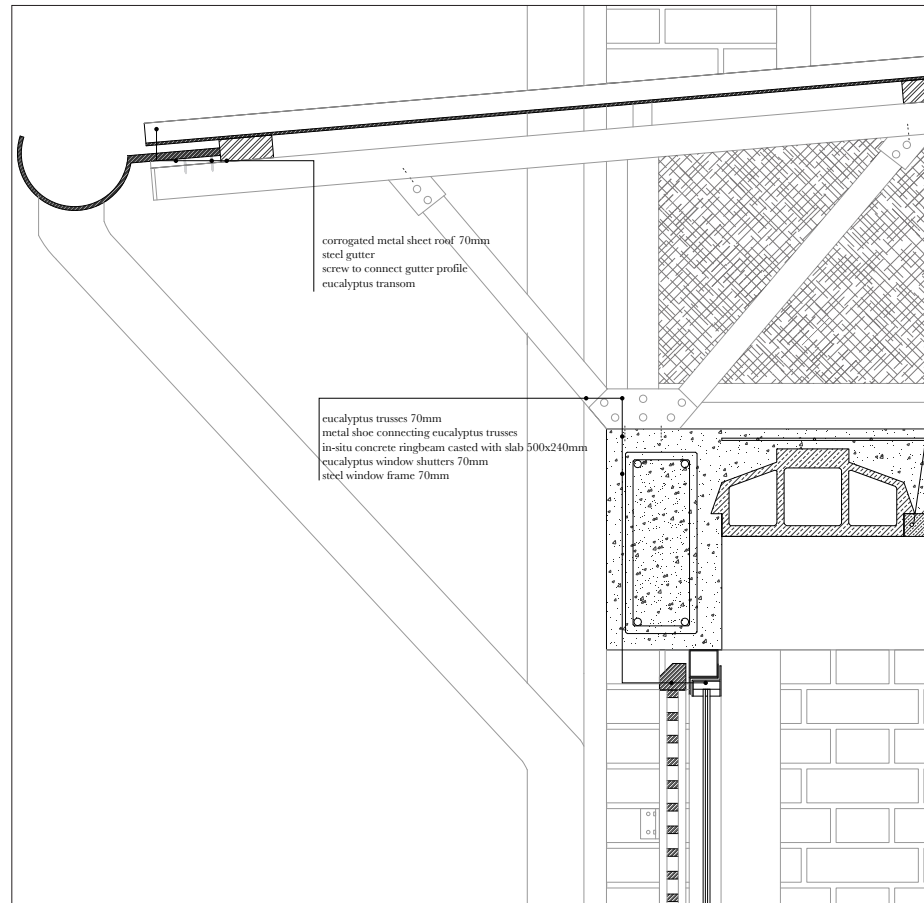 corrogated metal sheet roof 70mm
steel gutter
screw to connect gutter profile
eucalyptus transom
eucalyptus trusses 70mm
metal shoe connecting eucalyptus trusses
in-situ concrete ringbeam casted with slab 500x240mm
eucalyptus window shutters 70mm
steel window frame 70mm